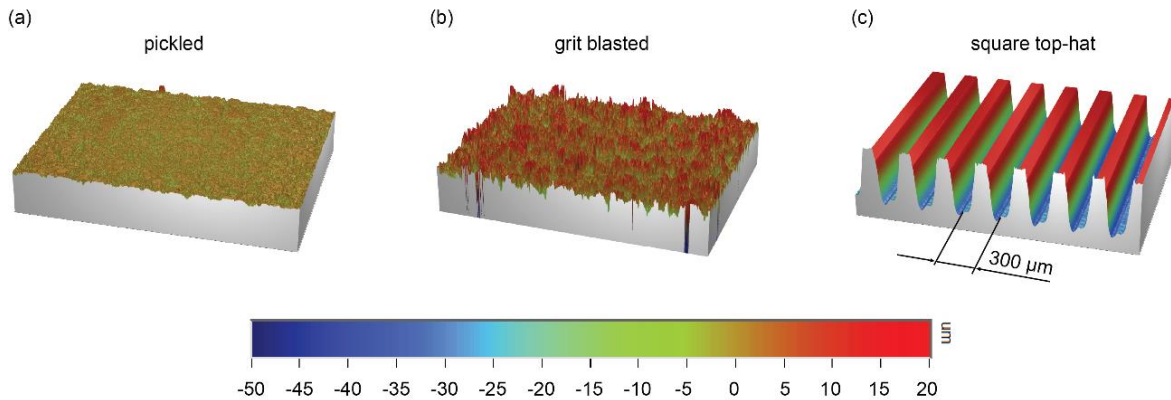 (a)
pickled
(b)
grit blasted
(c)
square top-hat
300 µm
um
-50 -45 -40 -35 -30 -25 -20 -15 -10 -5 0 5 10 15 20